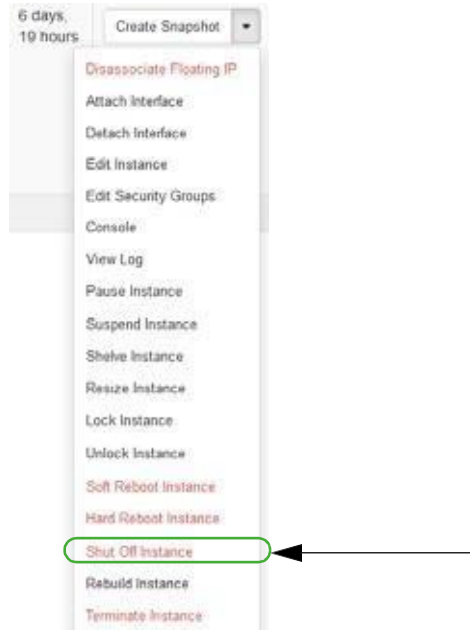 6 days,
19 hours
Create Snapshot
Disassociate Floating IP
Attach Interface
Detach Interface
Edit Instance
Edit Security Groups
Console
View Log
Pause Instance
Suspend Instance
Shelve Instance
Resize Instance
Lock Instance
Unlock Instance
Soft Reboot Instance
Hard Reboot Instance
Shut Off Instance
Rebuild Instance
Terminate Instance